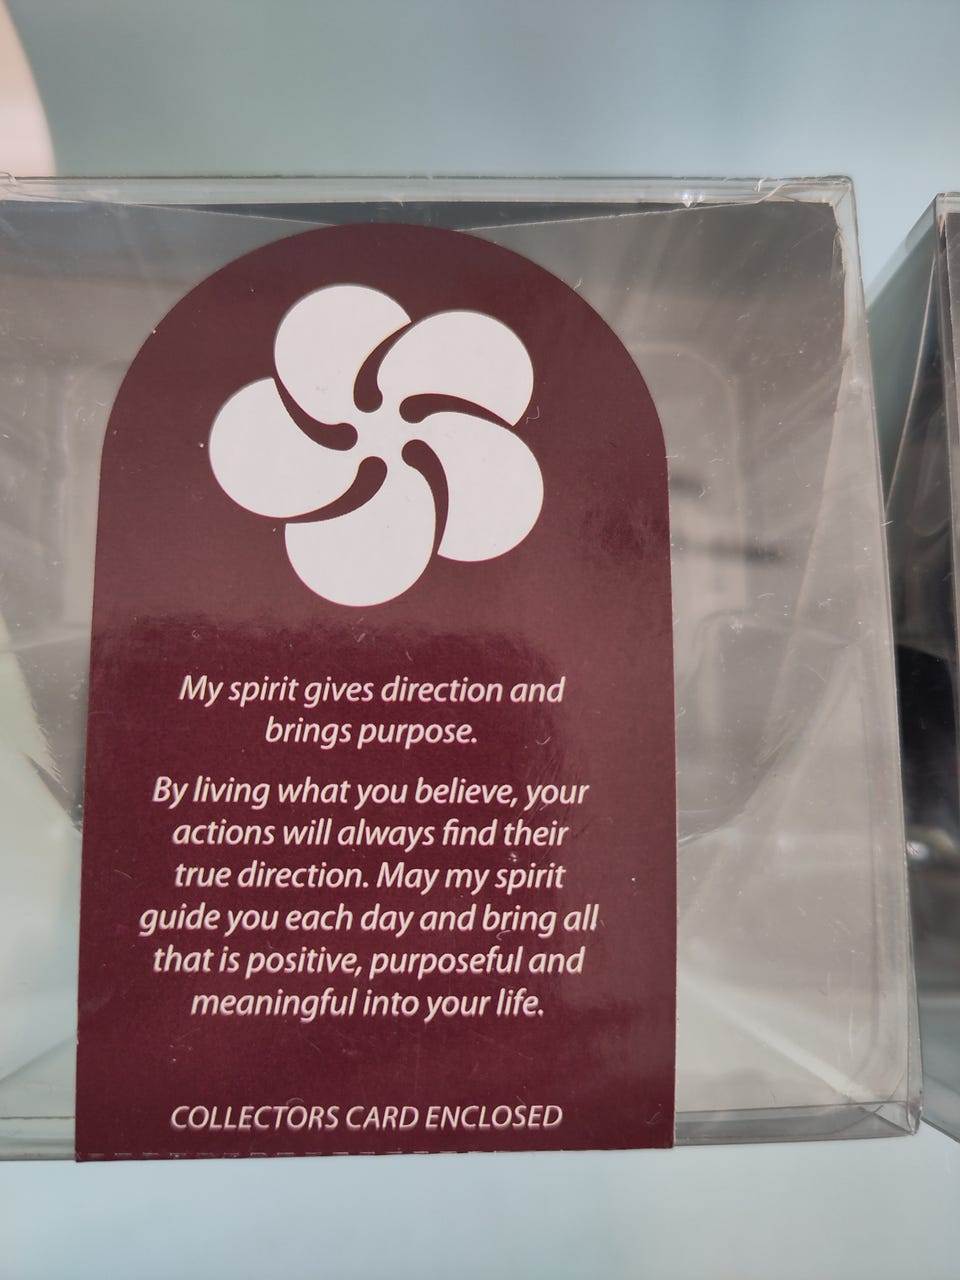 My spirit gives direction and
brings purpose.
By living what you believe, your
actions will always find their
true direction. May my spirit
guide you each day and bring all
that is positive, purposeful and
meaningful into your life.
COLLECTORS CARD ENCLOSED